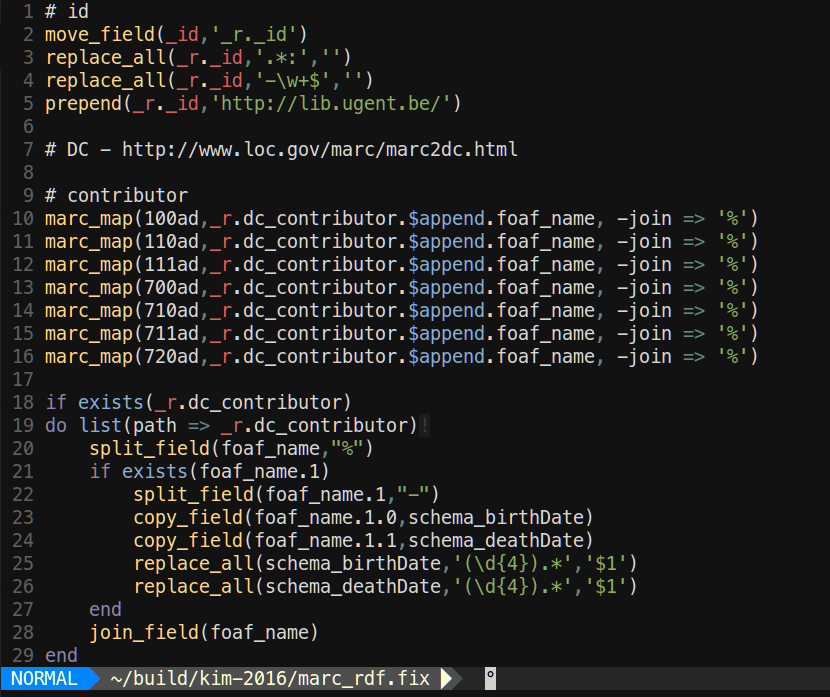 1 # id
2 move_field(_id,'_r._id')
3 replace_all(_r._id,'.*:','')
4 replace_all(_r._id,'-\w+$','')
5 prepend(_r._id,'http://lib.ugent.be/')
6
7 # DC - http://www.loc.gov/marc/marc2dc.html
8
9 # contributor
10 marc_map(100ad,_r.dc_contributor.$append.foaf_name, -join => '%')
11 marc_map(110ad,_r.dc_contributor.$append.foaf_name, -join => '%')
12 marc_map(111ad,_r.dc_contributor.$append.foaf_name, -join => '%')
13 marc_map(700ad,_r.dc_contributor.$append.foaf_name, -join => '%')
14 marc_map(710ad,_r.dc_contributor.$append.foaf_name, -join => '%')
15 marc_map(711ad,_r.dc_contributor.$append.foaf_name, -join => '%')
16 marc_map(720ad,_r.dc_contributor.$append.foaf_name, -join => '%')
17
18 if exists(_r.dc_contributor)
19 do list(path => _r.dc_contributor)!
20     split_field(foaf_name,"%")
21     if exists(foaf_name.1)
22         split_field(foaf_name.1,"-")
23         copy_field(foaf_name.1.0,schema_birthDate)
24         copy_field(foaf_name.1.1,schema_deathDate)
25         replace_all(schema_birthDate,'(\d{4}).*','$1')
26         replace_all(schema_deathDate,'(\d{4}).*','$1')
27     end
28     join_field(foaf_name)
29 end
NORMAL ~/build/kim-2016/marc_rdf.fix °